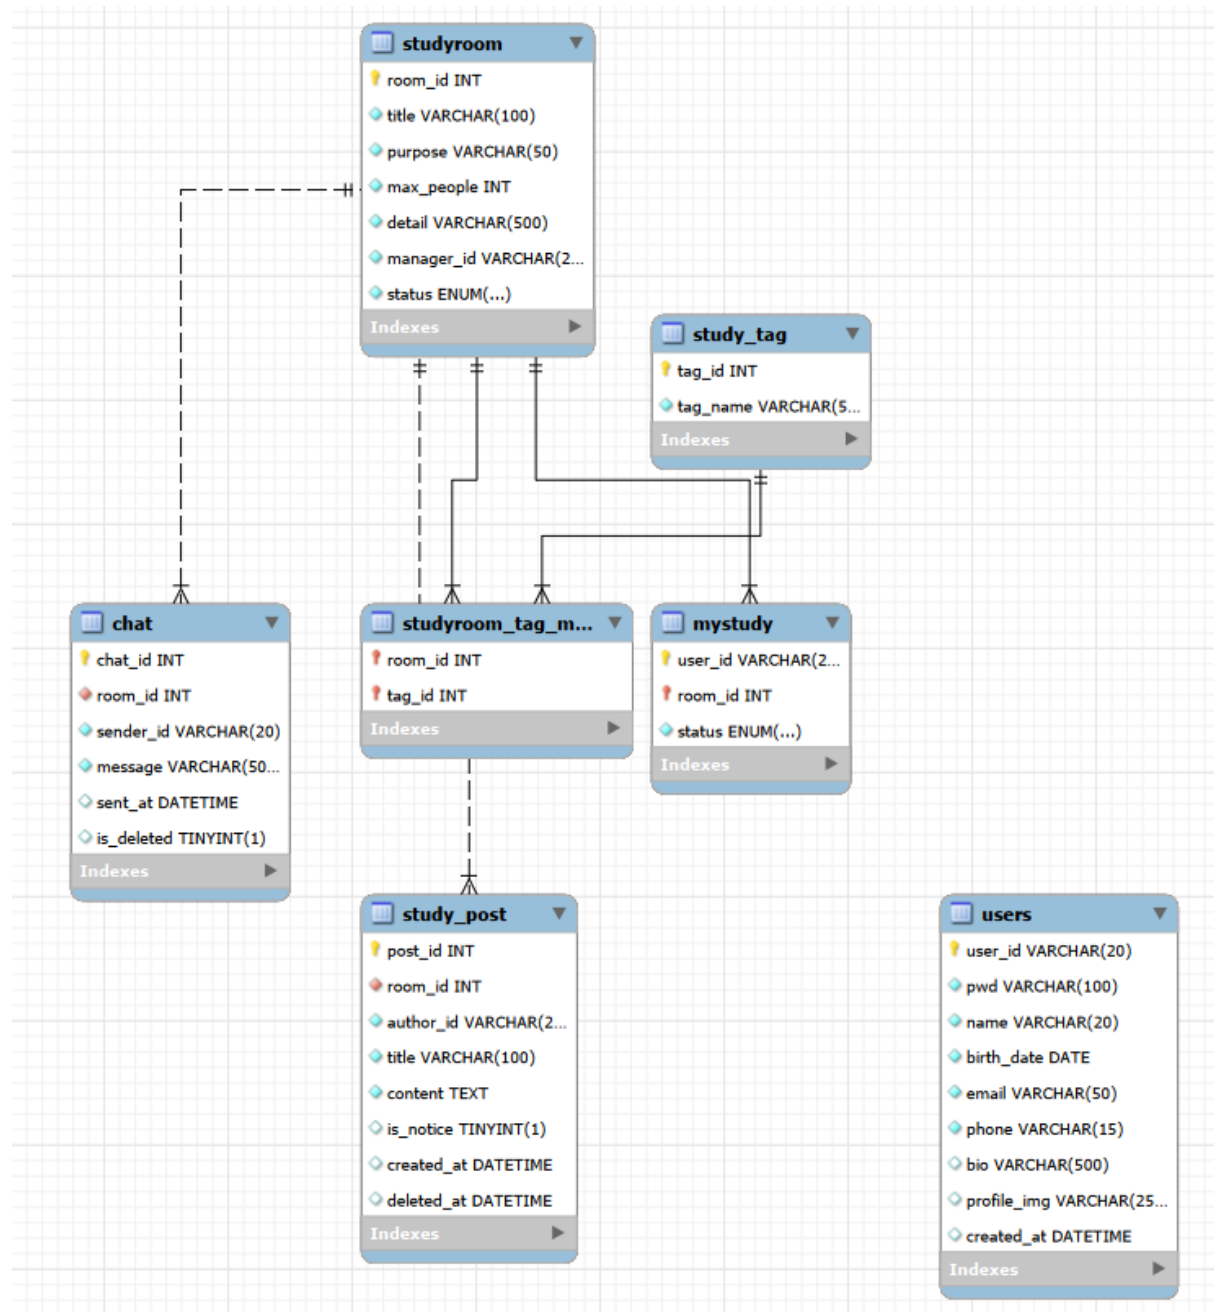 studyroom
room_id INT
title VARCHAR(100)
purpose VARCHAR(50)
max_people INT
detail VARCHAR(500)
manager_id VARCHAR(2...
status ENUM(...)
Indexes
study_tag
tag_id INT
tag_name VARCHAR(5...
Indexes
chat
chat_id INT
room_id INT
sender_id VARCHAR(20)
message VARCHAR(50...
sent_at DATETIME
is_deleted TINYINT(1)
Indexes
studyroom_tag_m...
room_id INT
tag_id INT
Indexes
mystudy
user_id VARCHAR(2...
room_id INT
status ENUM(...)
Indexes
study_post
post_id INT
room_id INT
author_id VARCHAR(2...
title VARCHAR(100)
content TEXT
is_notice TINYINT(1)
created_at DATETIME
deleted_at DATETIME
Indexes
users
user_id VARCHAR(20)
pwd VARCHAR(100)
name VARCHAR(20)
birth_date DATE
email VARCHAR(50)
phone VARCHAR(15)
bio VARCHAR(500)
profile_img VARCHAR(25...
created_at DATETIME
Indexes